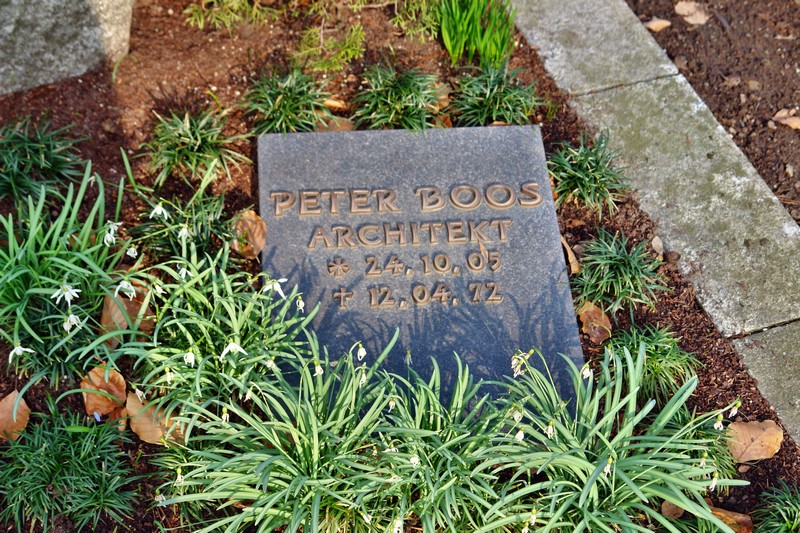 PETER BOOS
ARCHITEKT
* 24.10.05
† 12.04.72